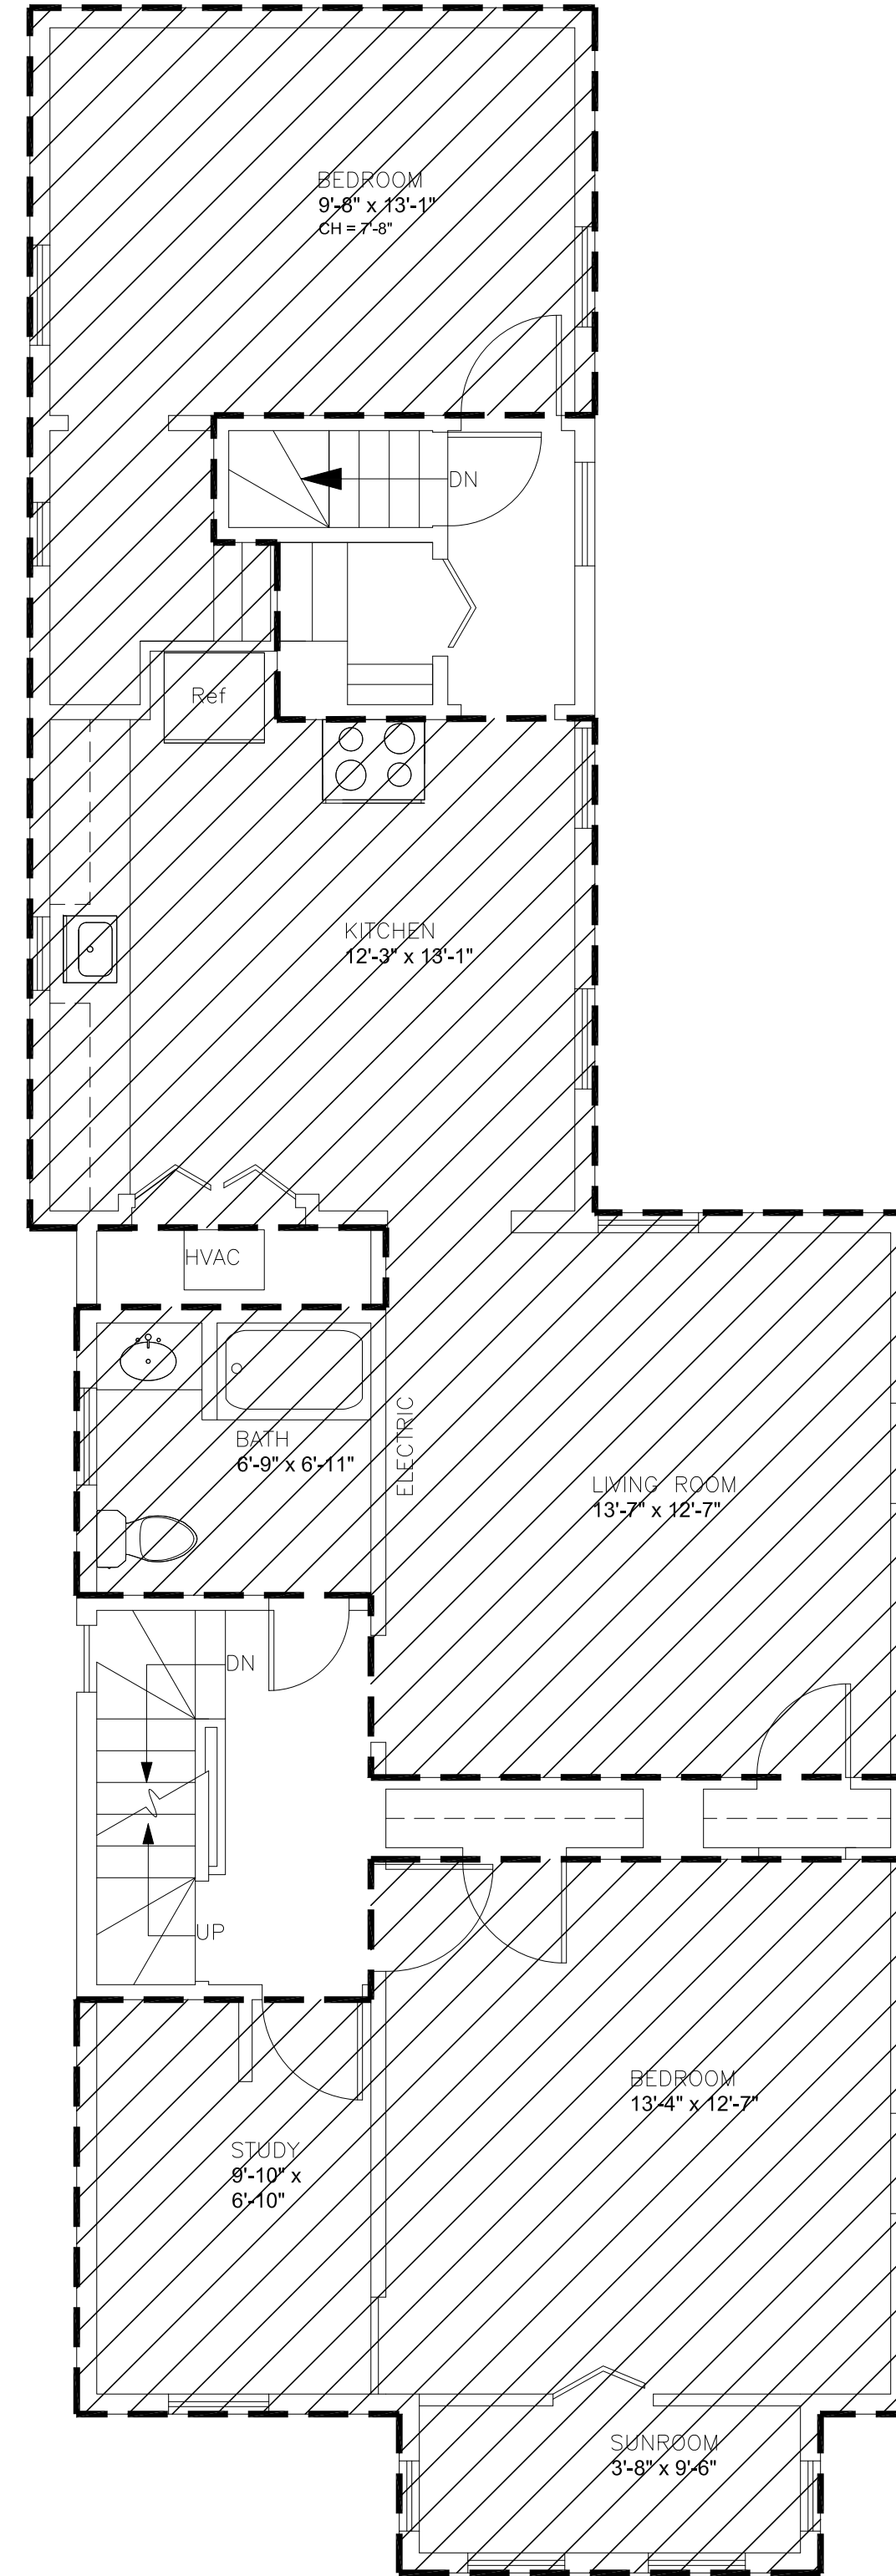 BEDROOM
9'-8" x 13'-1"
CH = 7'-8"
DN
Ref
KITCHEN
12'-3" x 13'-1"
HVAC
BATH
6'-9" x 6'-11"
ELECTRIC
LIVING ROOM
13'-7" x 12'-7"
DN
UP
BEDROOM
13'-4" x 12'-7"
STUDY
9'-10" x
6'-10"
SUNROOM
3'-8" x 9'-6"